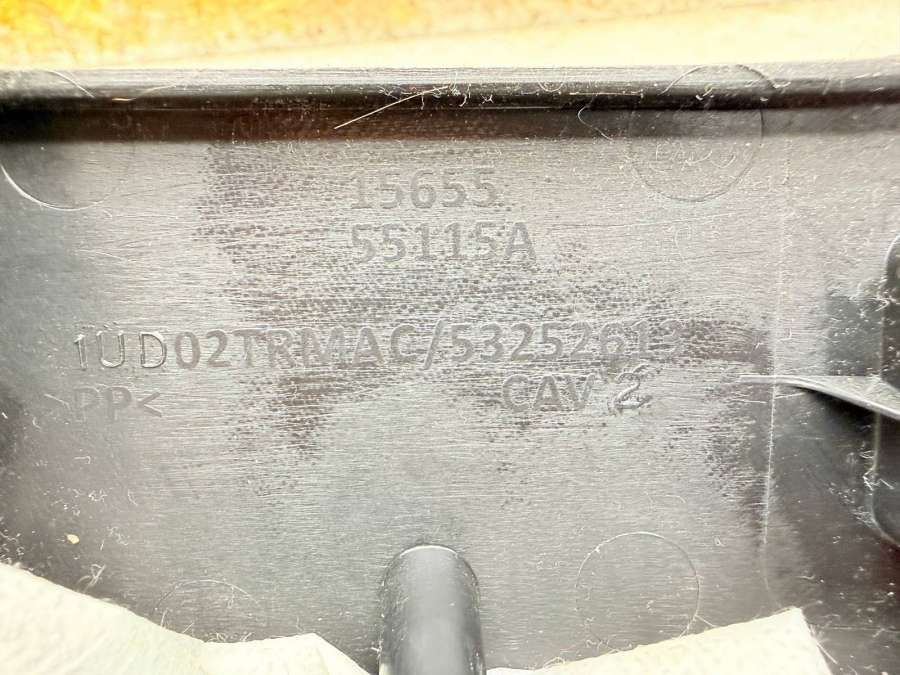 15655
55115A
1UD02TRMAC/53252613
>PP<
CAV 2